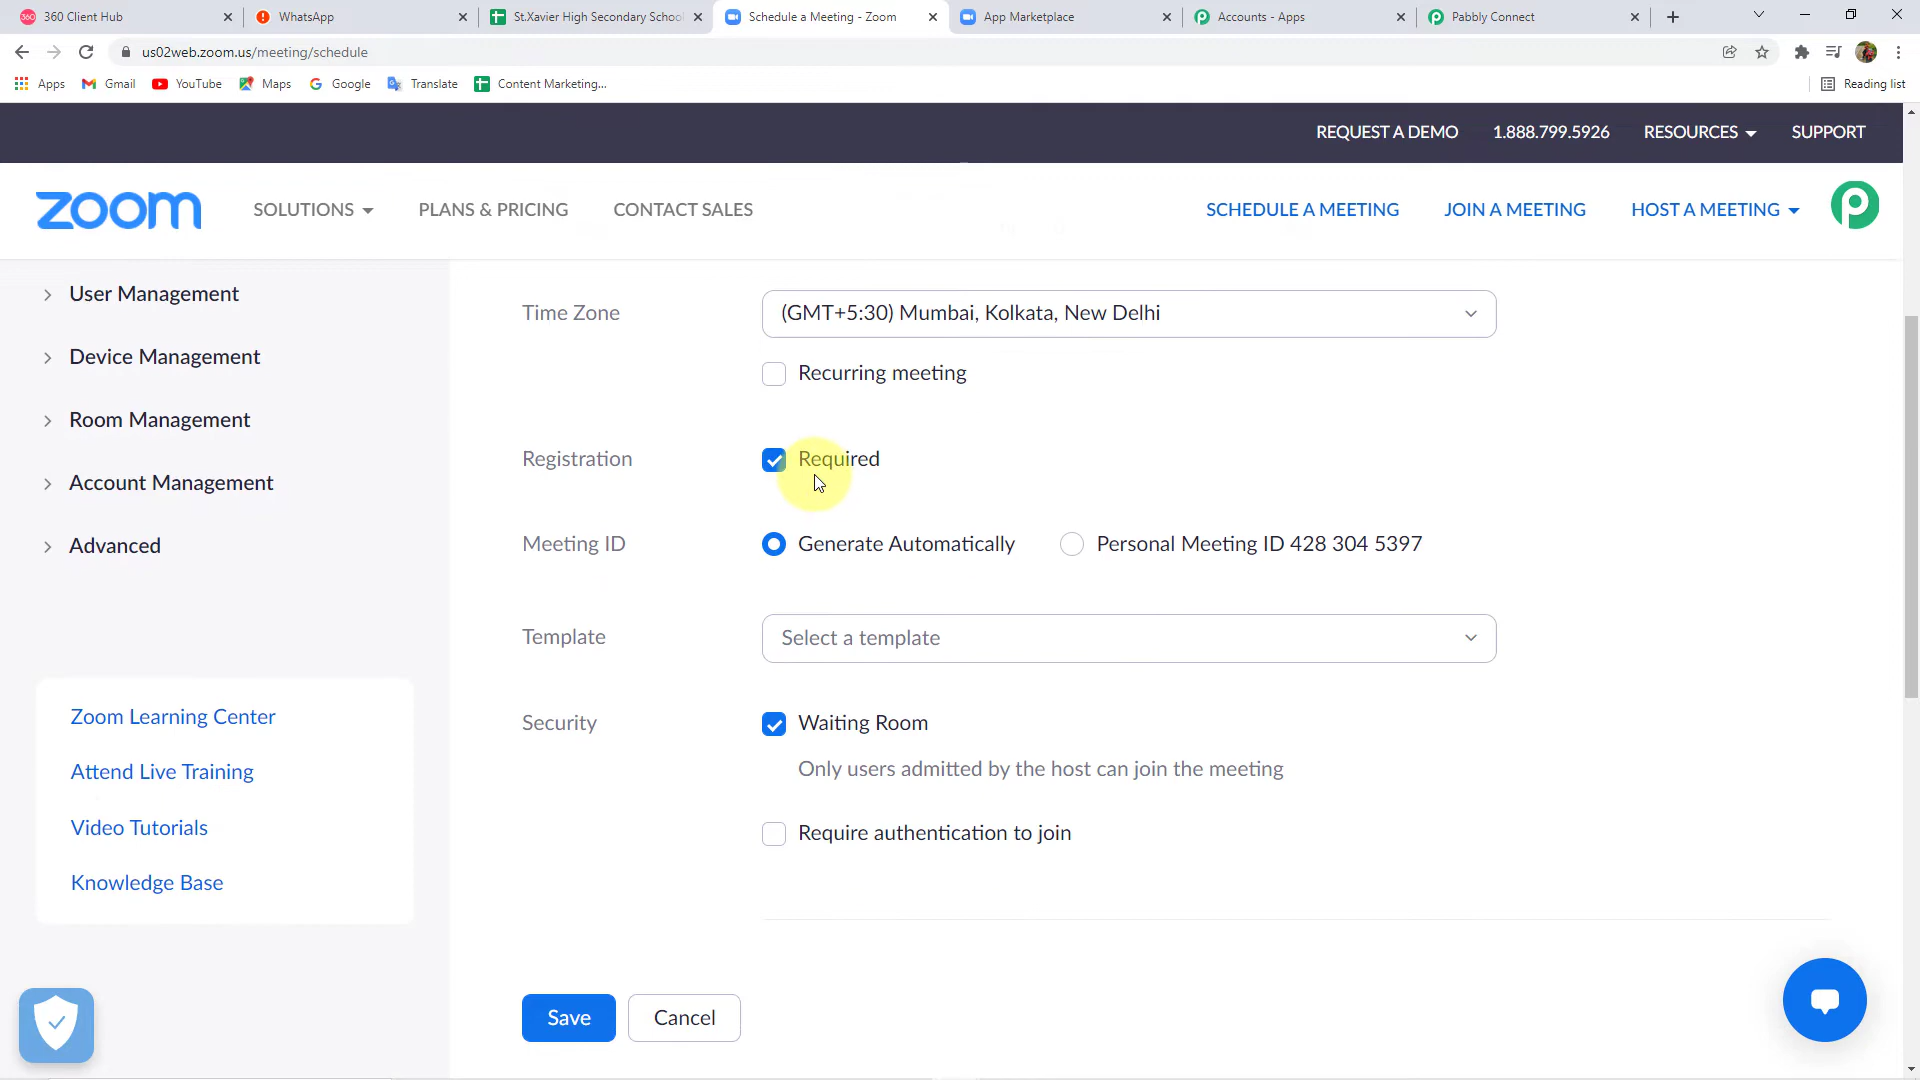 360 Client Hub
WhatsApp
St.Xavier High Secondary School
Schedule a Meeting - Zoom
App Marketplace
Accounts - Apps
Pabbly Connect
us02web.zoom.us/meeting/schedule
Apps
Gmail
YouTube
Maps
Google
Translate
Content Marketing...
Reading list
REQUEST A DEMO
1.888.799.5926
RESOURCES
SUPPORT
zoom
SOLUTIONS
PLANS & PRICING
CONTACT SALES
SCHEDULE A MEETING
JOIN A MEETING
HOST A MEETING
User Management
Device Management
Room Management
Account Management
Advanced
Zoom Learning Center
Attend Live Training
Video Tutorials
Knowledge Base
Time Zone
(GMT+5:30) Mumbai, Kolkata, New Delhi
Recurring meeting
Registration
Required
Meeting ID
Generate Automatically
Personal Meeting ID 428 304 5397
Template
Select a template
Security
Waiting Room
Only users admitted by the host can join the meeting
Require authentication to join
Save
Cancel